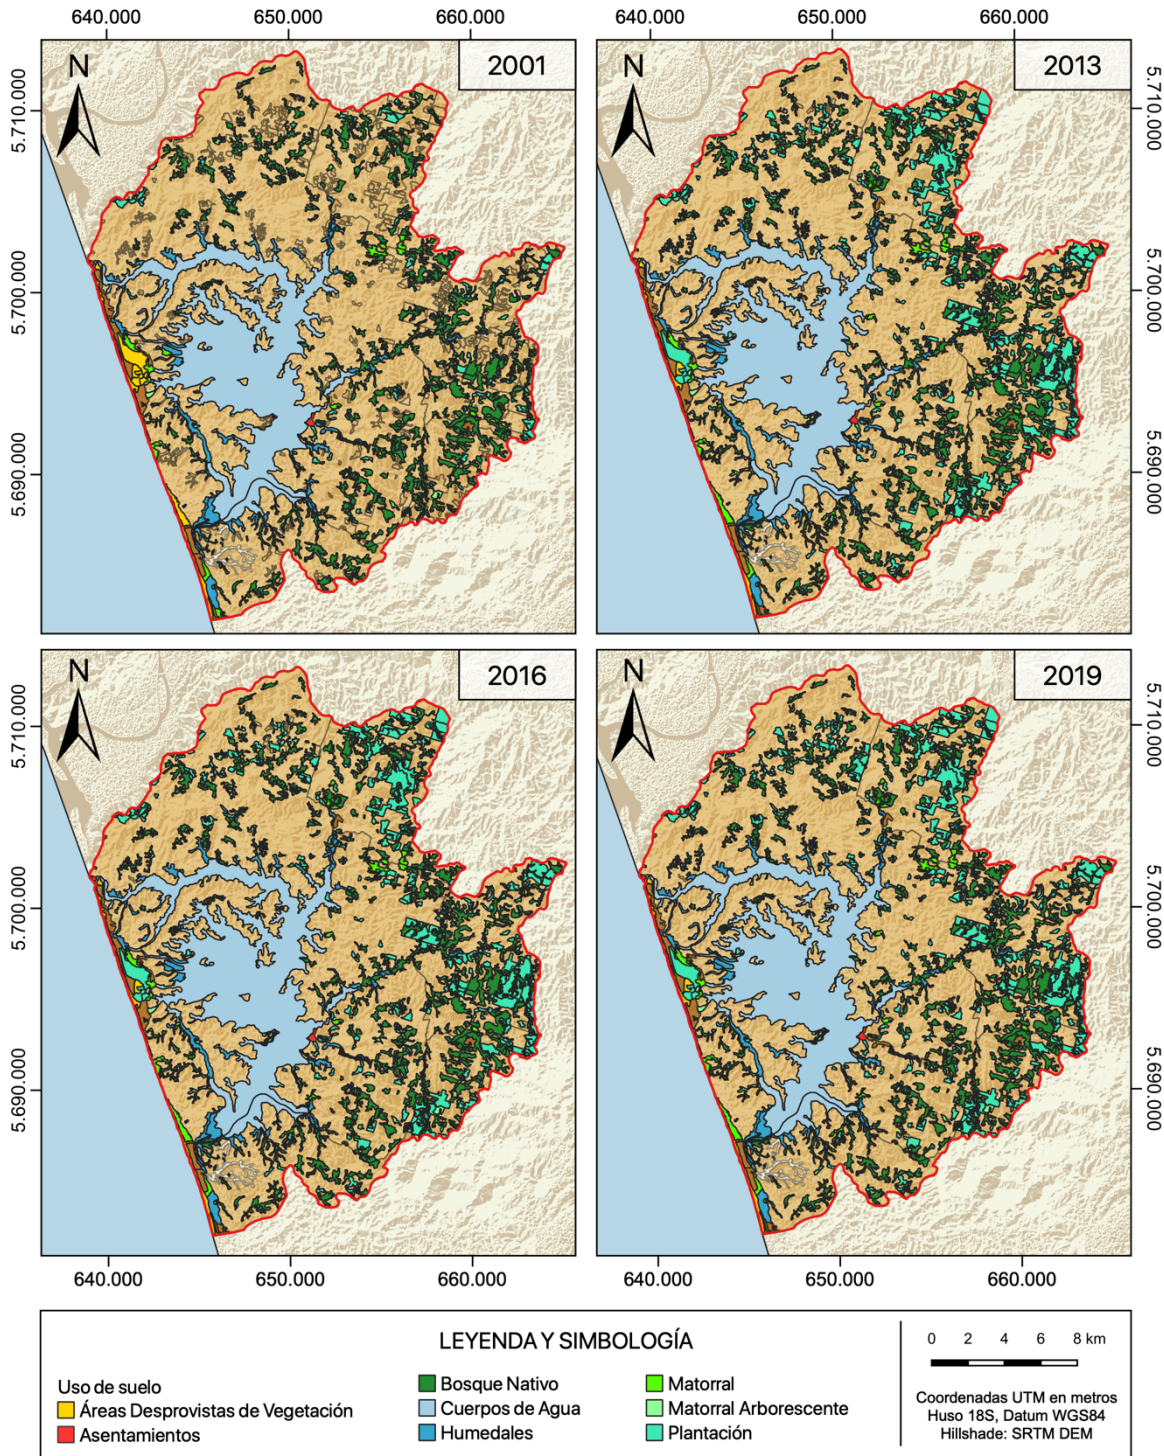 640.000 650.000 660.000
640.000 650.000 660.000
N
2001
N
2013
5.710.000
5.700.000
5.690.000
5.710.000
5.700.000
5.690.000
N
2016
N
2019
5.710.000
5.700.000
5.690.000
5.710.000
5.700.000
5.690.000
640.000 650.000 660.000
640.000 650.000 660.000
LEYENDA Y SIMBOLOGÍA
Uso de suelo
Áreas Desprovistas de Vegetación
Asentamientos
Bosque Nativo
Cuerpos de Agua
Humedales
Matorral
Matorral Arborescente
Plantación
0 2 4 6 8 km
Coordenadas UTM en metros
Huso 18S, Datum WGS84
Hillshade: SRTM DEM